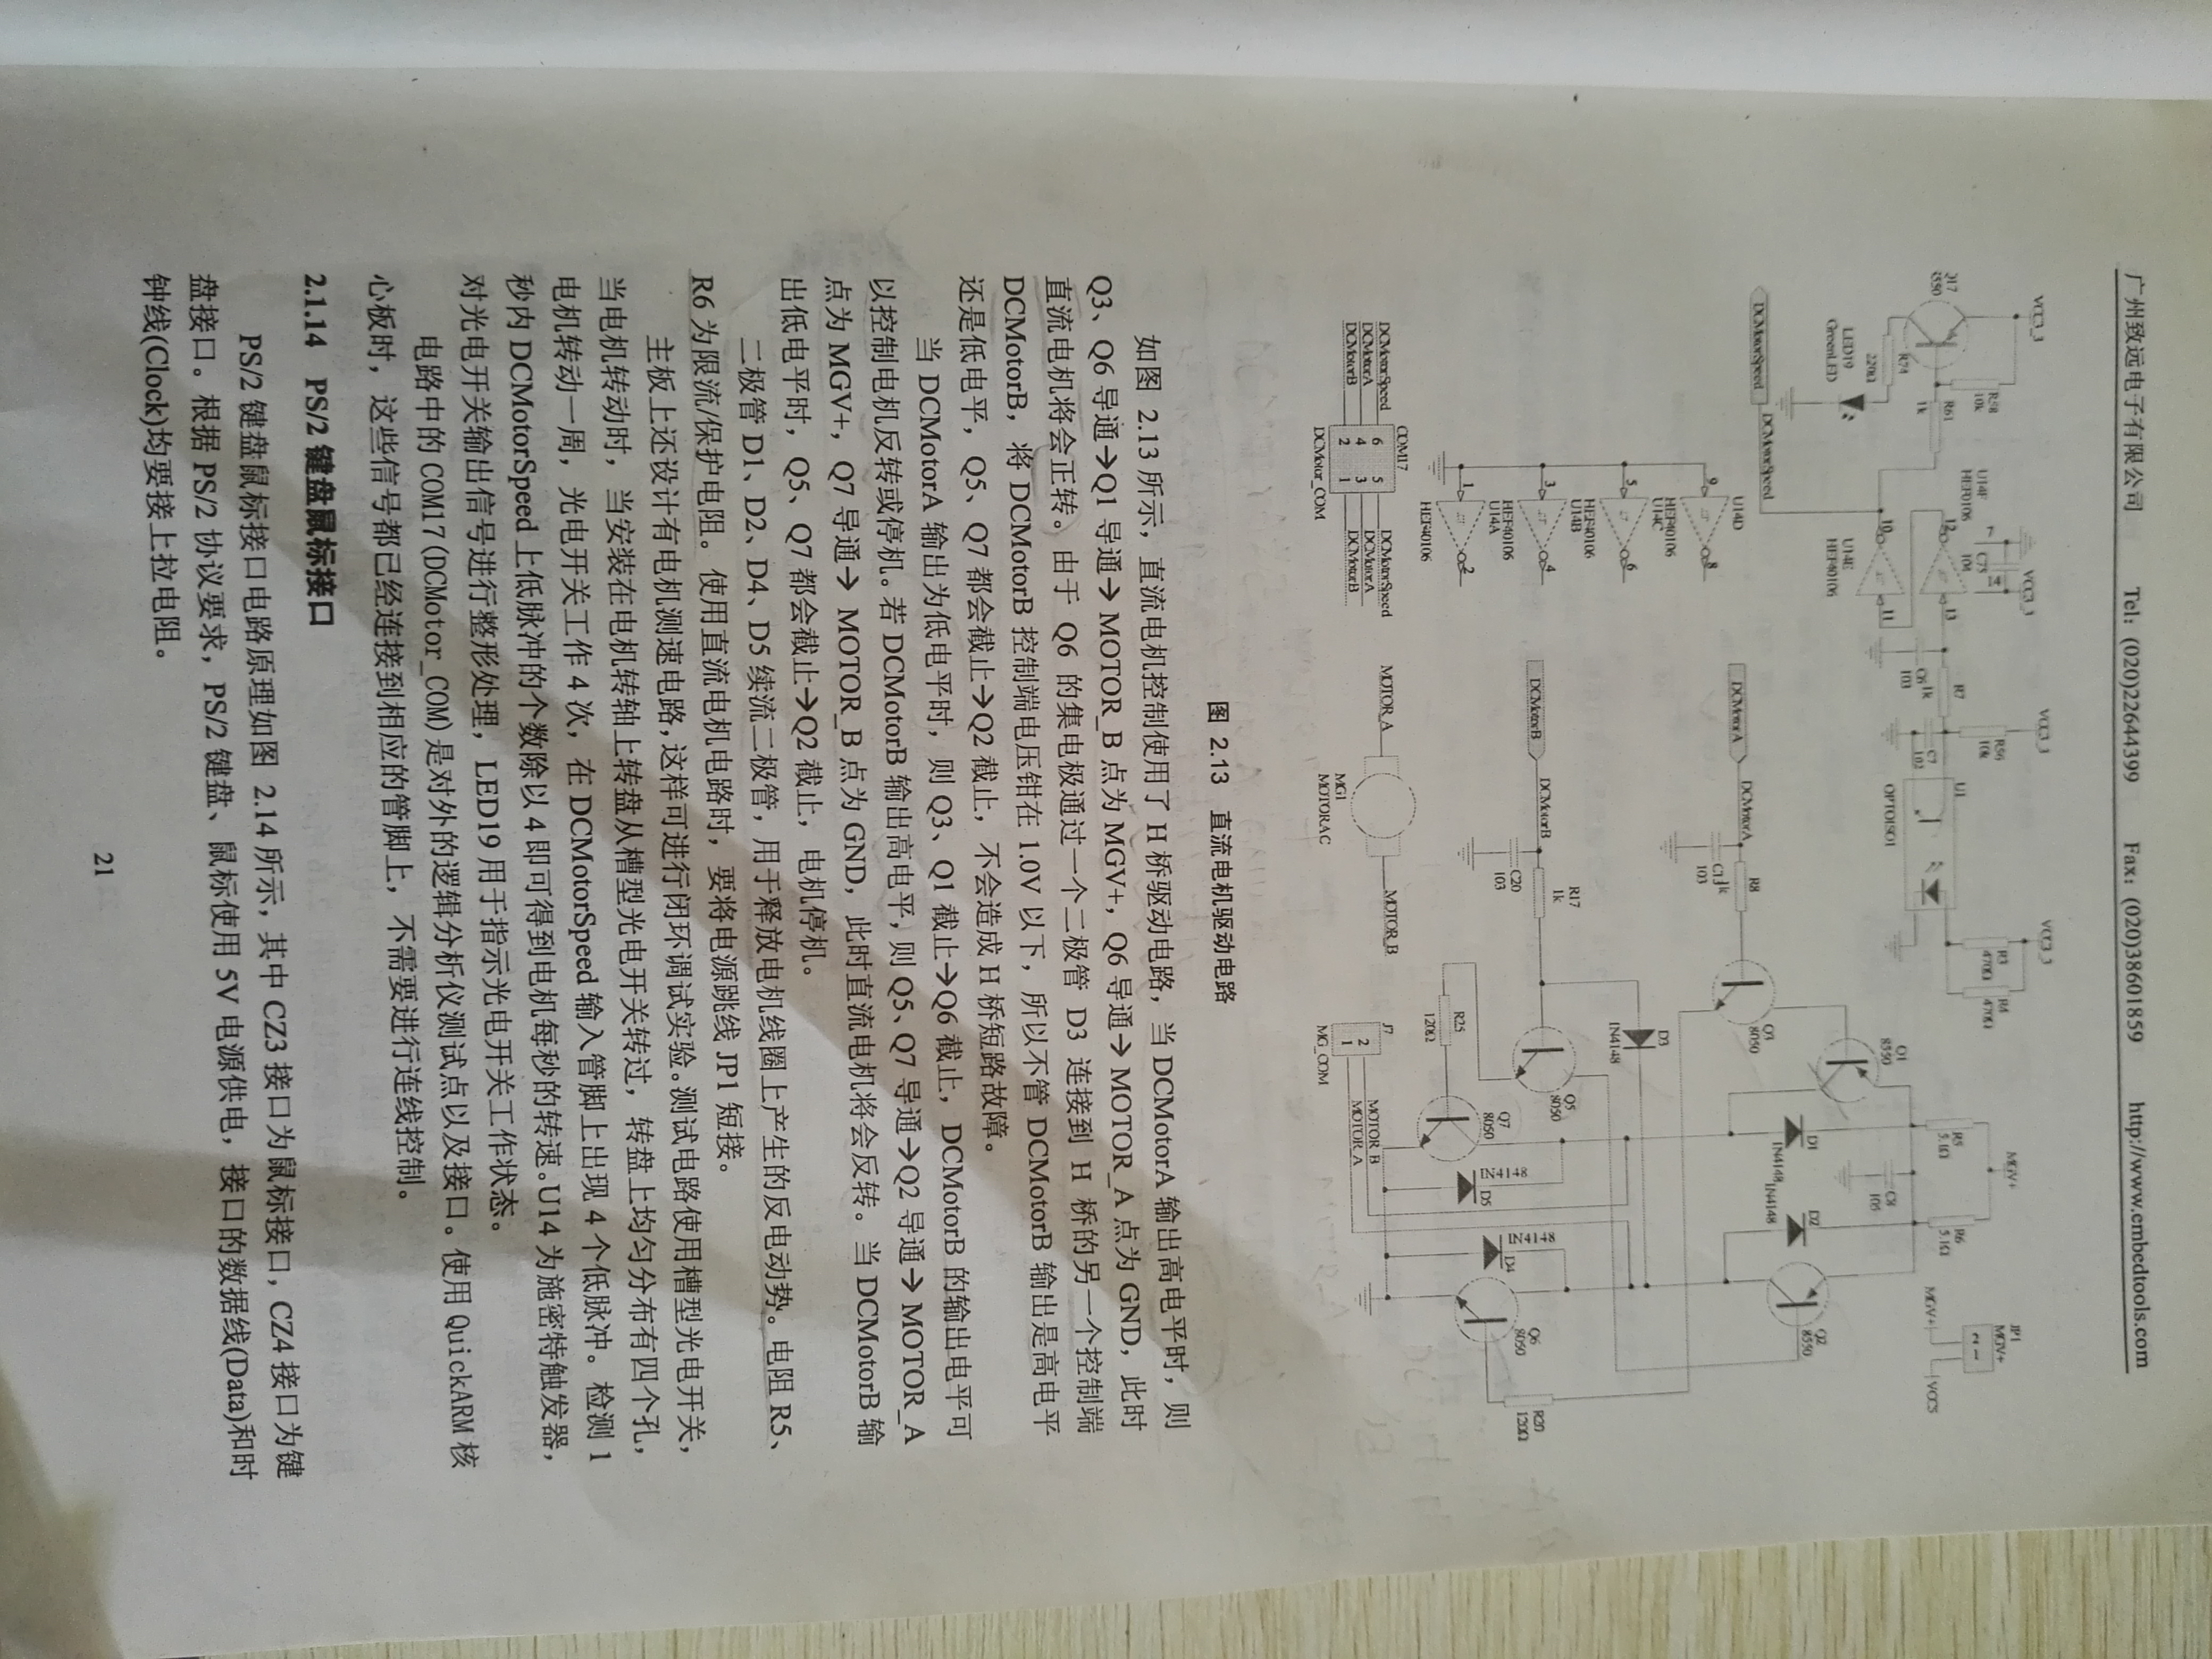 广州致远电子有限公司 Tel: (020)22644399 Fax: (020)38601859 http://www.embedtools.com
VCC3_3
R58
10k
R61
1k
R74
220Ω
LED19
GreenLED
DCMotorSpeed
DCMotorSpeed
C73
104
VCC3_3
U14F
12
13
10
11
U14E
HEF40106
R7
1k
C6
103
VCC3_3
R56
10k
C7
102
U1
OPTOISO1
VCC3_3
R3
470Ω
R4
470Ω
MGV+
R5
5.1Ω
R6
5.1Ω
C8
105
JP1
MGV+
MGV+
Q1
8550
D1
1N4148
D2
1N4148
Q2
8550
DCMotorA
DCMotorA
R8
1k
103
Q3
8050
U14D
9
8
U14C
HEF40106
5
6
U14B
HEF40106
3
4
U14A
HEF40106
1
2
HEF40106
DCMotorB
DCMotorB
R17
1k
C20
103
D3
1N4148
Q5
8050
R25
120Ω
Q7
8050
D5
1N4148
D4
1N4148
Q6
8050
R20
120Ω
COM17
DCMotorSpeed 6 5 DCMotorSpeed
DCMotorA 4 3 DCMotorA
DCMotorB 2 1 DCMotorB
DCMotor_COM
MOTOR_A
MOTOR_B
MG1
MOTORAC
J7
2 MOTOR_B
1 MOTOR_A
MG_COM
图 2.13 直流电机驱动电路
如图 2.13 所示，直流电机控制使用了 H 桥驱动电路，当 DCMotorA 输出高电平时，则
Q3、Q6 导通→Q1 导通→ MOTOR_B 点为 MGV+，Q6 导通→ MOTOR_A 点为 GND，此时
直流电机将会正转。由于 Q6 的集电极通过一个二极管 D3 连接到 H 桥的另一个控制端
DCMotorB，将 DCMotorB 控制端电压钳在 1.0V 以下，所以不管 DCMotorB 输出是高电平
还是低电平，Q5、Q7 都会截止→Q2 截止，不会造成 H 桥短路故障。
当 DCMotorA 输出为低电平时，则 Q3、Q1 截止→Q6 截止，DCMotorB 的输出电平可
以控制电机反转或停机。若 DCMotorB 输出高电平，则 Q5、Q7 导通→Q2 导通→ MOTOR_A
点为 MGV+，Q7 导通→ MOTOR_B 点为 GND，此时直流电机将会反转。当 DCMotorB 输
出低电平时，Q5、Q7 都会截止→Q2 截止，电机停机。
二极管 D1、D2、D4、D5 续流二极管，用于释放电机线圈上产生的反电动势。电阻 R5、
R6 为限流/保护电阻。使用直流电机电路时，要将电源跳线 JP1 短接。
主板上还设计有电机测速电路，这样可进行闭环调试实验。测试电路使用槽型光电开关，
当电机转动时，当安装在电机转轴上转盘从槽型光电开关转过，转盘上均匀分布有四个孔，
电机转动一周，光电开关工作 4 次，在 DCMotorSpeed 输入管脚上出现 4 个低脉冲。检测 1
秒内 DCMotorSpeed 上低脉冲的个数除以 4 即可得到电机每秒的转速。U14 为施密特触发器，
对光电开关输出信号进行整形处理，LED19 用于指示光电开关工作状态。
电路中的 COM17(DCMotor_COM) 是对外的逻辑分析仪测试点以及接口。使用 QuickARM 核
心板时，这些信号都已经连接到相应的管脚上，不需要进行连线控制。
2.1.14 PS/2 键盘鼠标接口
PS/2 键盘鼠标接口电路原理如图 2.14 所示，其中 CZ3 接口为鼠标接口，CZ4 接口为键
盘接口。根据 PS/2 协议要求，PS/2 键盘、鼠标使用 5V 电源供电，接口的数据线(Data)和时
钟线(Clock)均要接上拉电阻。
21